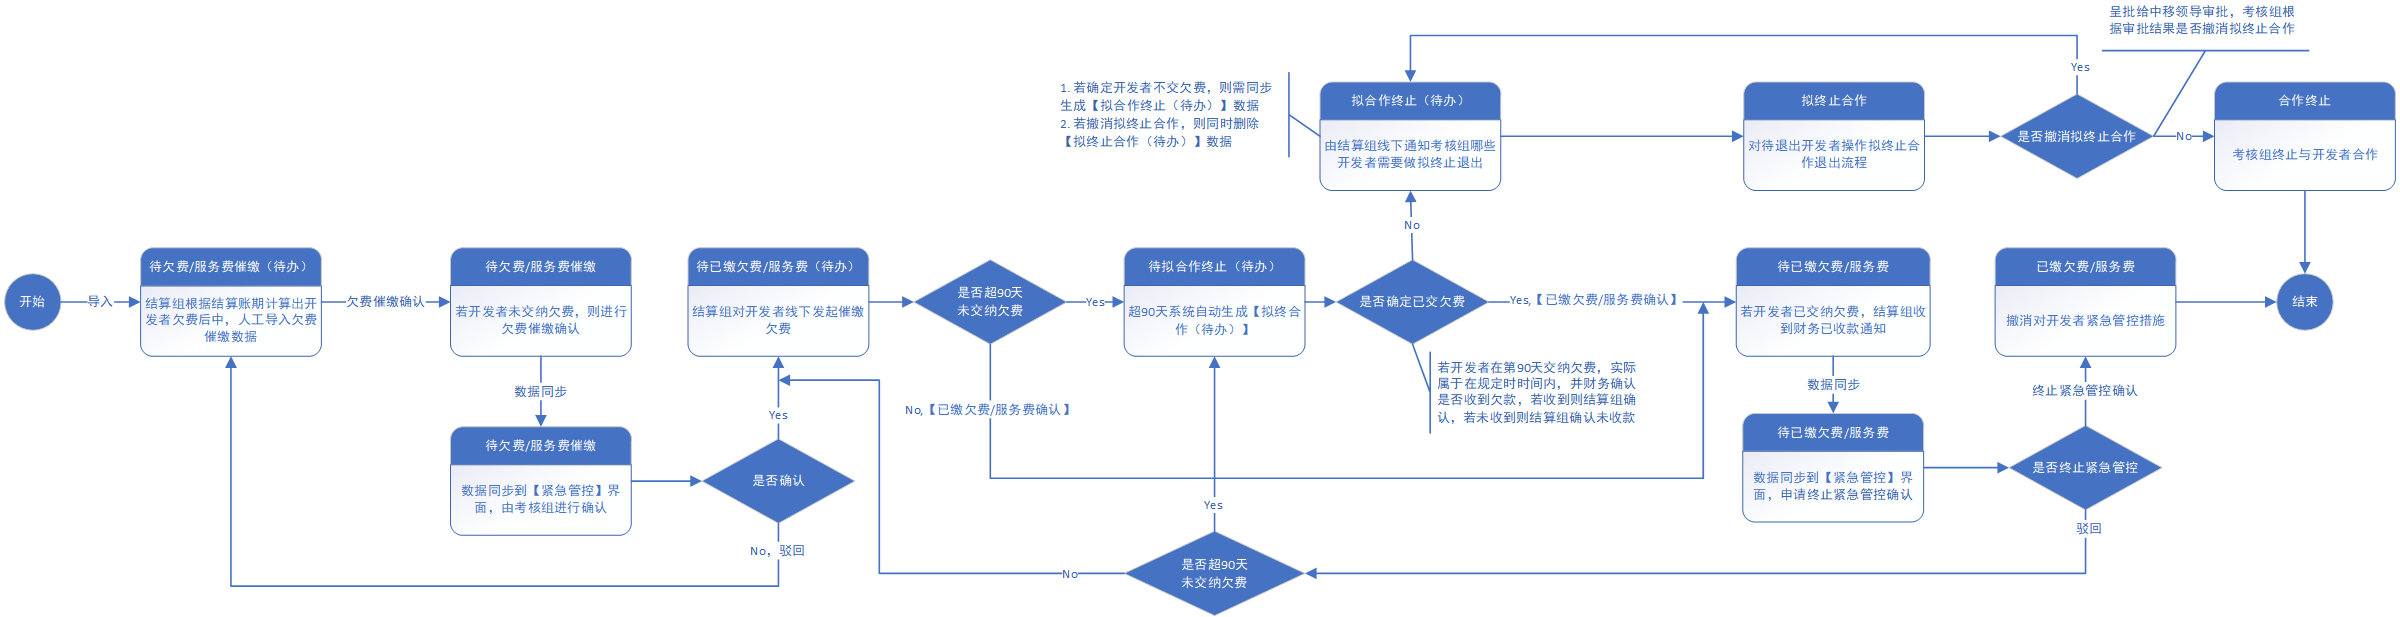 呈批给中移领导审批，考核组根
据审批结果是否撤消拟终止合作
Yes
1. 若确定开发者不交欠费，则需同步
生成【拟合作终止（待办）】数据
2. 若撤消拟终止合作，则同时删除
【拟终止合作（待办）】数据
拟合作终止（待办）
由结算组线下通知考核组哪些
开发者需要做拟终止退出
拟终止合作
对待退出开发者操作拟终止合
作退出流程
是否撤消拟终止合作
No
合作终止
考核组终止与开发者合作
No
开始
导入
待欠费/服务费催缴（待办）
结算组根据结算账期计算出开
发者欠费后中，人工导入欠费
催缴数据
欠费催缴确认
待欠费/服务费催缴
若开发者未交纳欠费，则进行
欠费催缴确认
待已缴欠费/服务费（待办）
结算组对开发者线下发起催缴
欠费
是否超90天
未交纳欠费
Yes
待拟合作终止（待办）
超90天系统自动生成【拟终合
作（待办）】
是否确定已交欠费
Yes,【已缴欠费/服务费确认】
待已缴欠费/服务费
若开发者已交纳欠费，结算组收
到财务已收款通知
已缴欠费/服务费
撤消对开发者紧急管控措施
结束
数据同步
Yes
No,【已缴欠费/服务费确认】
若开发者在第90天交纳欠费，实际
属于在规定时时间内，并财务确认
是否收到欠款，若收到则结算组确
认，若未收到则结算组确认未收款
数据同步
终止紧急管控确认
待欠费/服务费催缴
数据同步到【紧急管控】界
面，由考核组进行确认
是否确认
No，驳回
Yes
待已缴欠费/服务费
数据同步到【紧急管控】界
面，申请终止紧急管控确认
是否终止紧急管控
驳回
No
是否超90天
未交纳欠费